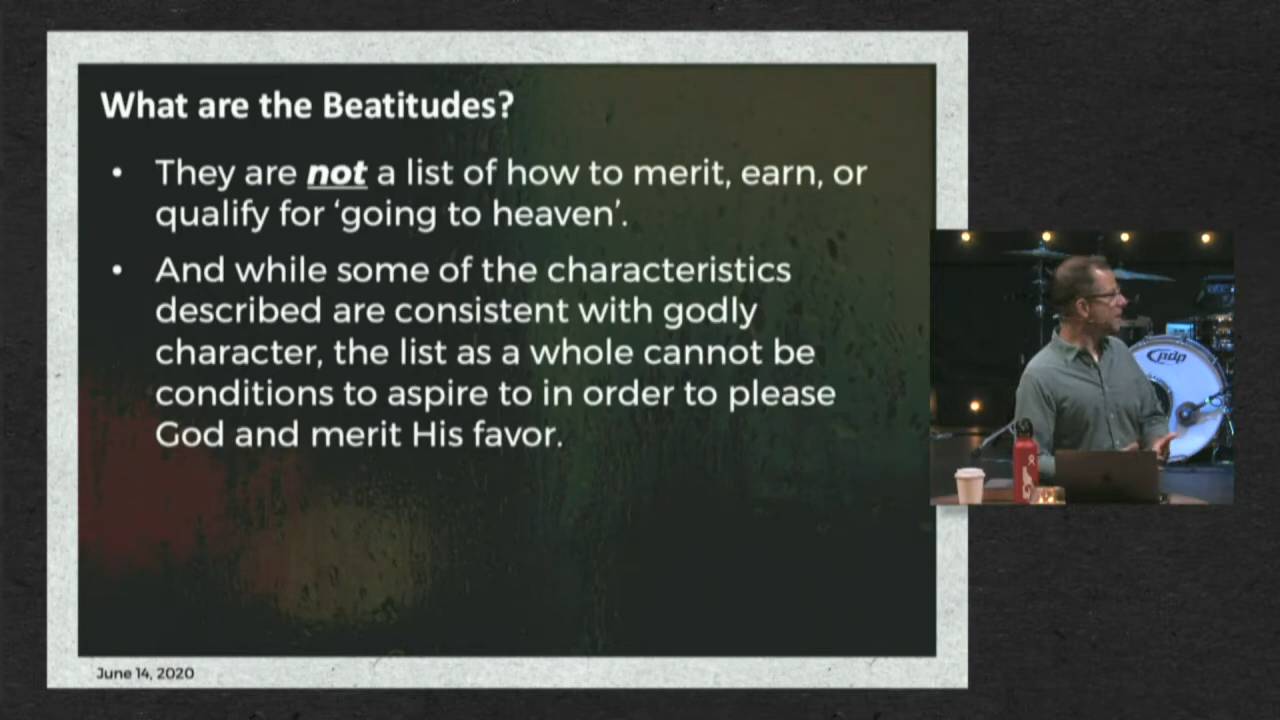 What are the Beatitudes?
• They are not a list of how to merit, earn, or
qualify for ‘going to heaven’.
• And while some of the characteristics
described are consistent with godly
character, the list as a whole cannot be
conditions to aspire to in order to please
God and merit His favor.
June 14, 2020
pdp